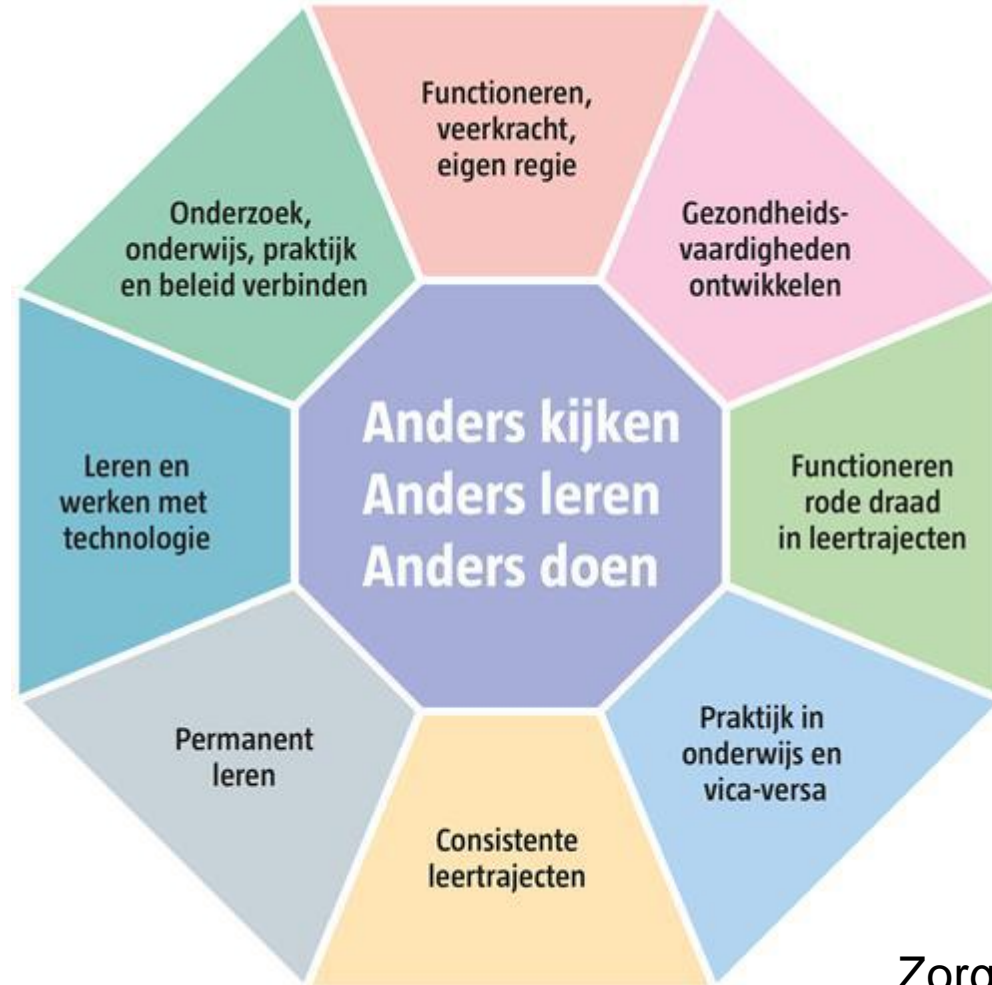 Functioneren,
veerkracht,
eigen regie
Gezondheids-
vaardigheden
ontwikkelen
Functioneren
rode draad
in leertrajecten
Praktijk in
onderwijs en
vica-versa
Consistente
leertrajecten
Permanent
leren
Leren en
werken met
technologie
Onderzoek,
onderwijs, praktijk
en beleid verbinden
Anders kijken
Anders leren
Anders doen
Zorg